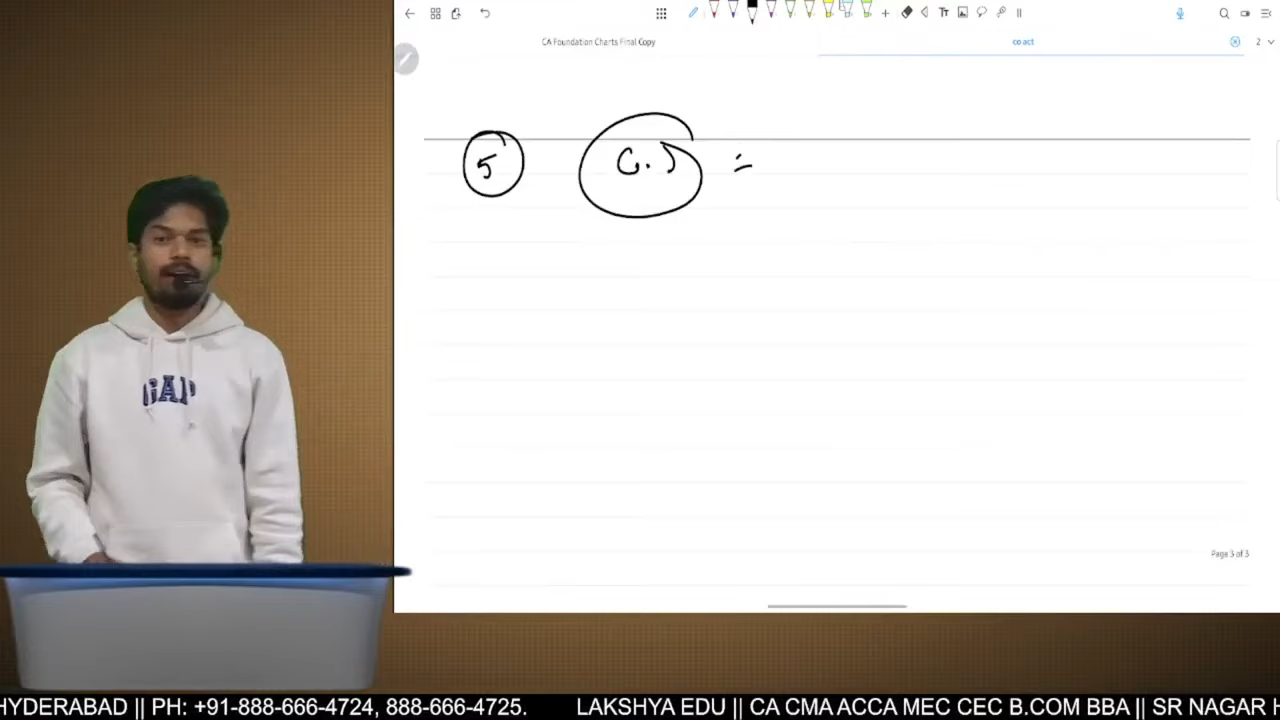 CA Foundation Charts Final Copy
co act
2
5 C.S =
GAP
Page 3 of 3
HYDERABAD || PH: +91-888-666-4724, 888-666-4725. LAKSHYA EDU || CA CMA ACCA MEC CEC B.COM BBA || SR NAGAR H